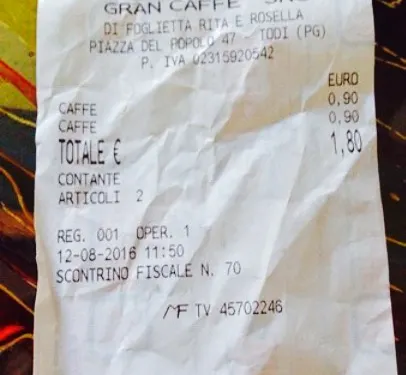 GRAN CAFFE' SNC
DI FOGLIETTA RITA E ROSELLA
PIAZZA DEL POPOLO 47 TODI (PG)
P. IVA 02315920542
EURO
CAFFE 0,90
CAFFE 0,90
TOTALE € 1,80
CONTANTE
ARTICOLI 2
REG. 001 OPER. 1
12-08-2016 11:50
SCONTRINO FISCALE N. 70
MF TV 45702246